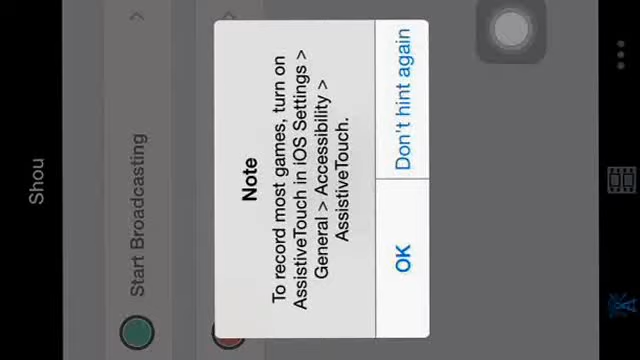 Shou
Start Broadcasting
Note
To record most games, turn on
AssistiveTouch in IOS Settings >
General > Accessibility >
AssistiveTouch.
OK
Don't hint again